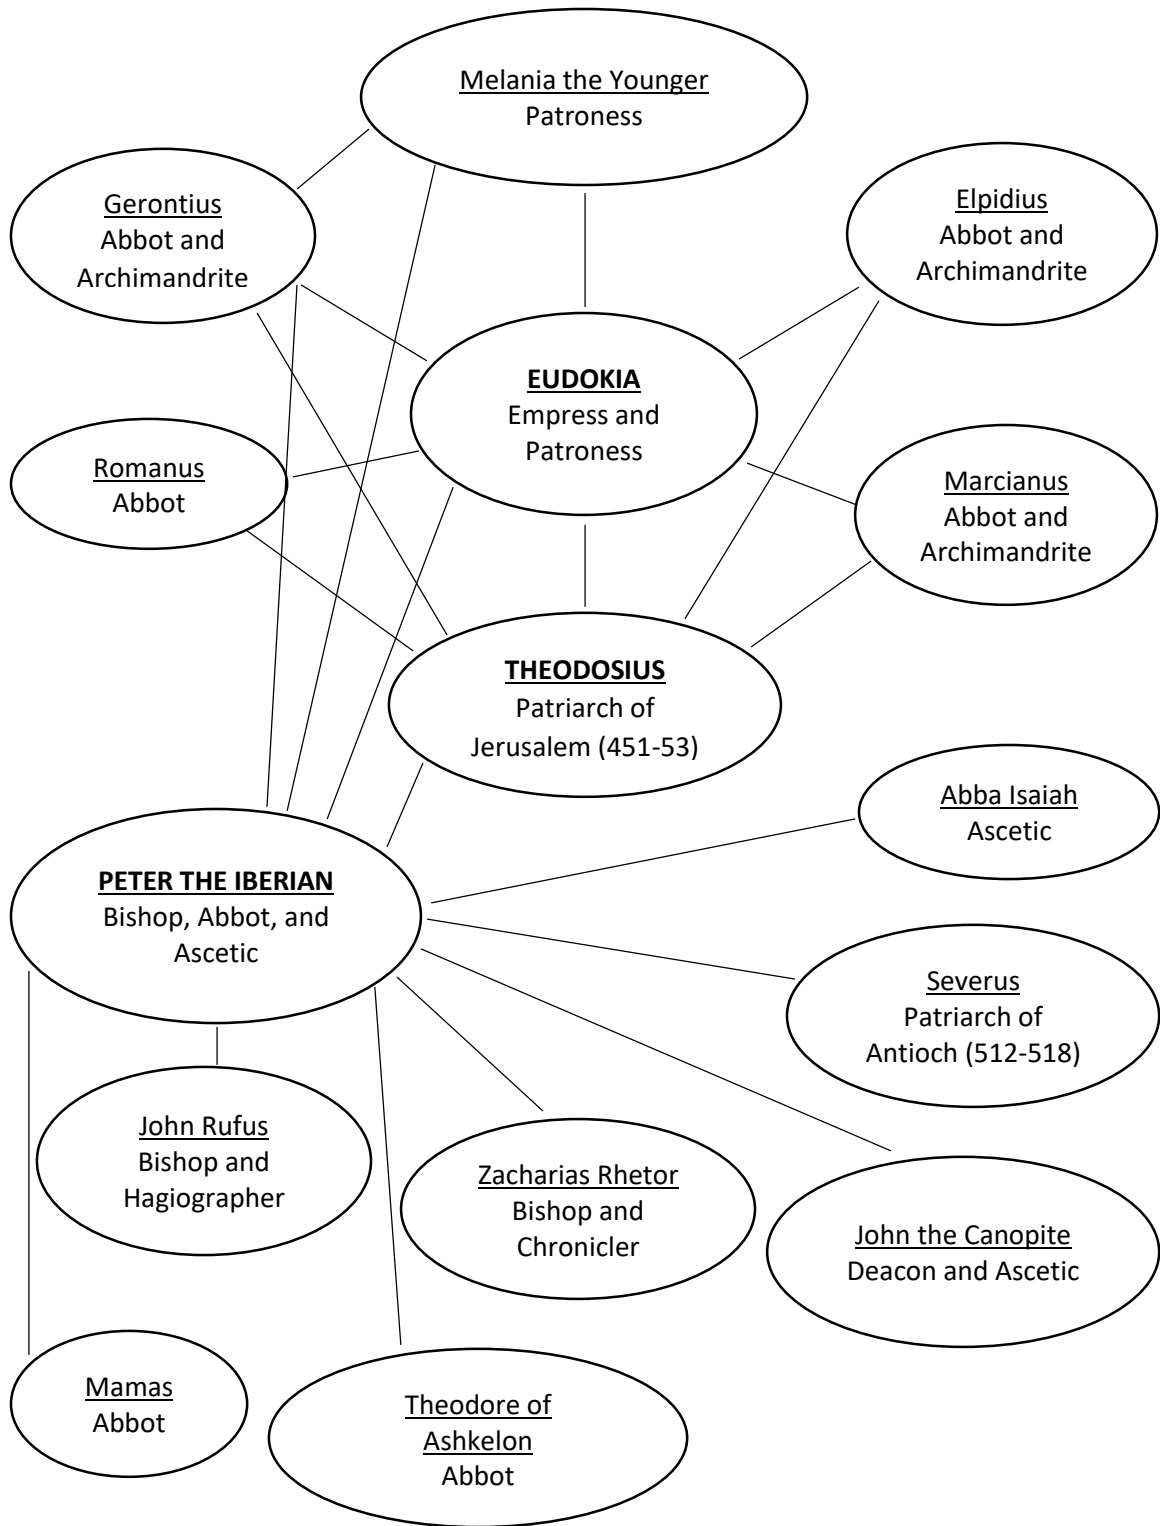 Melania the Younger
Patroness
Gerontius
Abbot and
Archimandrite
Elpidius
Abbot and
Archimandrite
EUDOKIA
Empress and
Patroness
Romanus
Abbot
Marcianus
Abbot and
Archimandrite
THEODOSIUS
Patriarch of
Jerusalem (451-53)
Abba Isaiah
Ascetic
PETER THE IBERIAN
Bishop, Abbot, and
Ascetic
Severus
Patriarch of
Antioch (512-518)
John Rufus
Bishop and
Hagiographer
Zacharias Rhetor
Bishop and
Chronicler
John the Canopite
Deacon and Ascetic
Mamas
Abbot
Theodore of
Ashkelon
Abbot